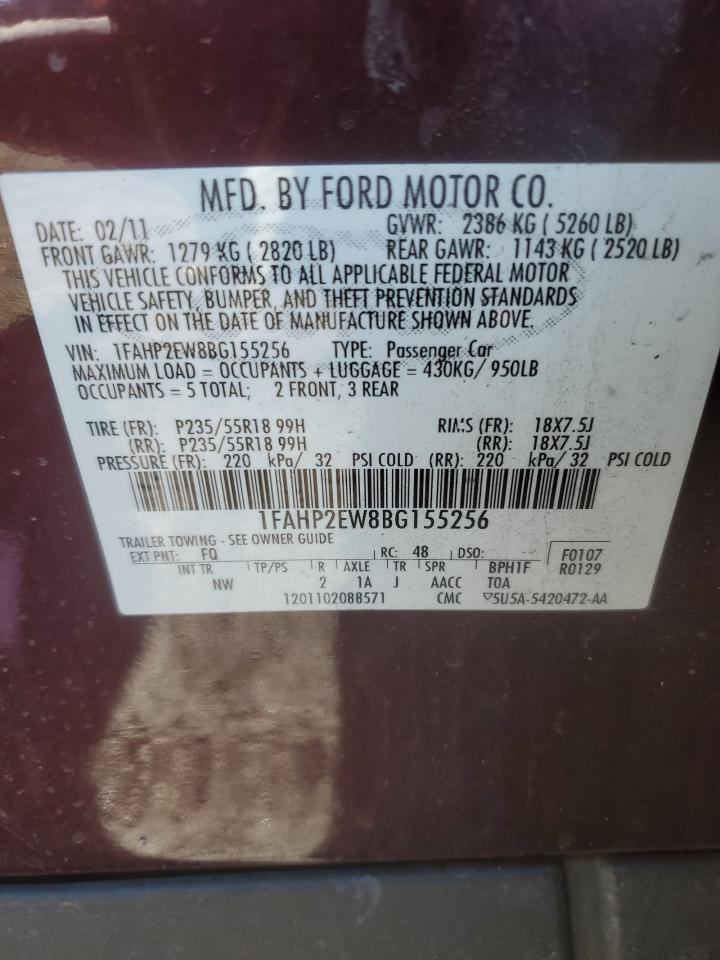 MFD. BY FORD MOTOR CO.
DATE: 02/11 GVWR: 2386 KG ( 5260 LB)
FRONT GAWR: 1279 KG ( 2820 LB) REAR GAWR: 1143 KG ( 2520 LB)
THIS VEHICLE CONFORMS TO ALL APPLICABLE FEDERAL MOTOR
VEHICLE SAFETY, BUMPER, AND THEFT PREVENTION STANDARDS
IN EFFECT ON THE DATE OF MANUFACTURE SHOWN ABOVE.
VIN: 1FAHP2EW8BG155256 TYPE: Passenger Car
MAXIMUM LOAD = OCCUPANTS + LUGGAGE = 430KG/ 950LB
OCCUPANTS = 5 TOTAL; 2 FRONT, 3 REAR
TIRE (FR): P235/55R18 99H RIMS (FR): 18X7.5J
(RR): P235/55R18 99H (RR): 18X7.5J
PRESSURE (FR): 220 kPa/ 32 PSI COLD (RR): 220 kPa/ 32 PSI COLD
1FAHP2EW8BG155256
TRAILER TOWING - SEE OWNER GUIDE
EXT PNT: FQ RC: 48 DSO: F0107
INT TR TP/PS R AXLE TR SPR BPH1F R0129
NW 2 1A J AACC TOA
1201102088571 CMC ▽5U5A-5420472-AA